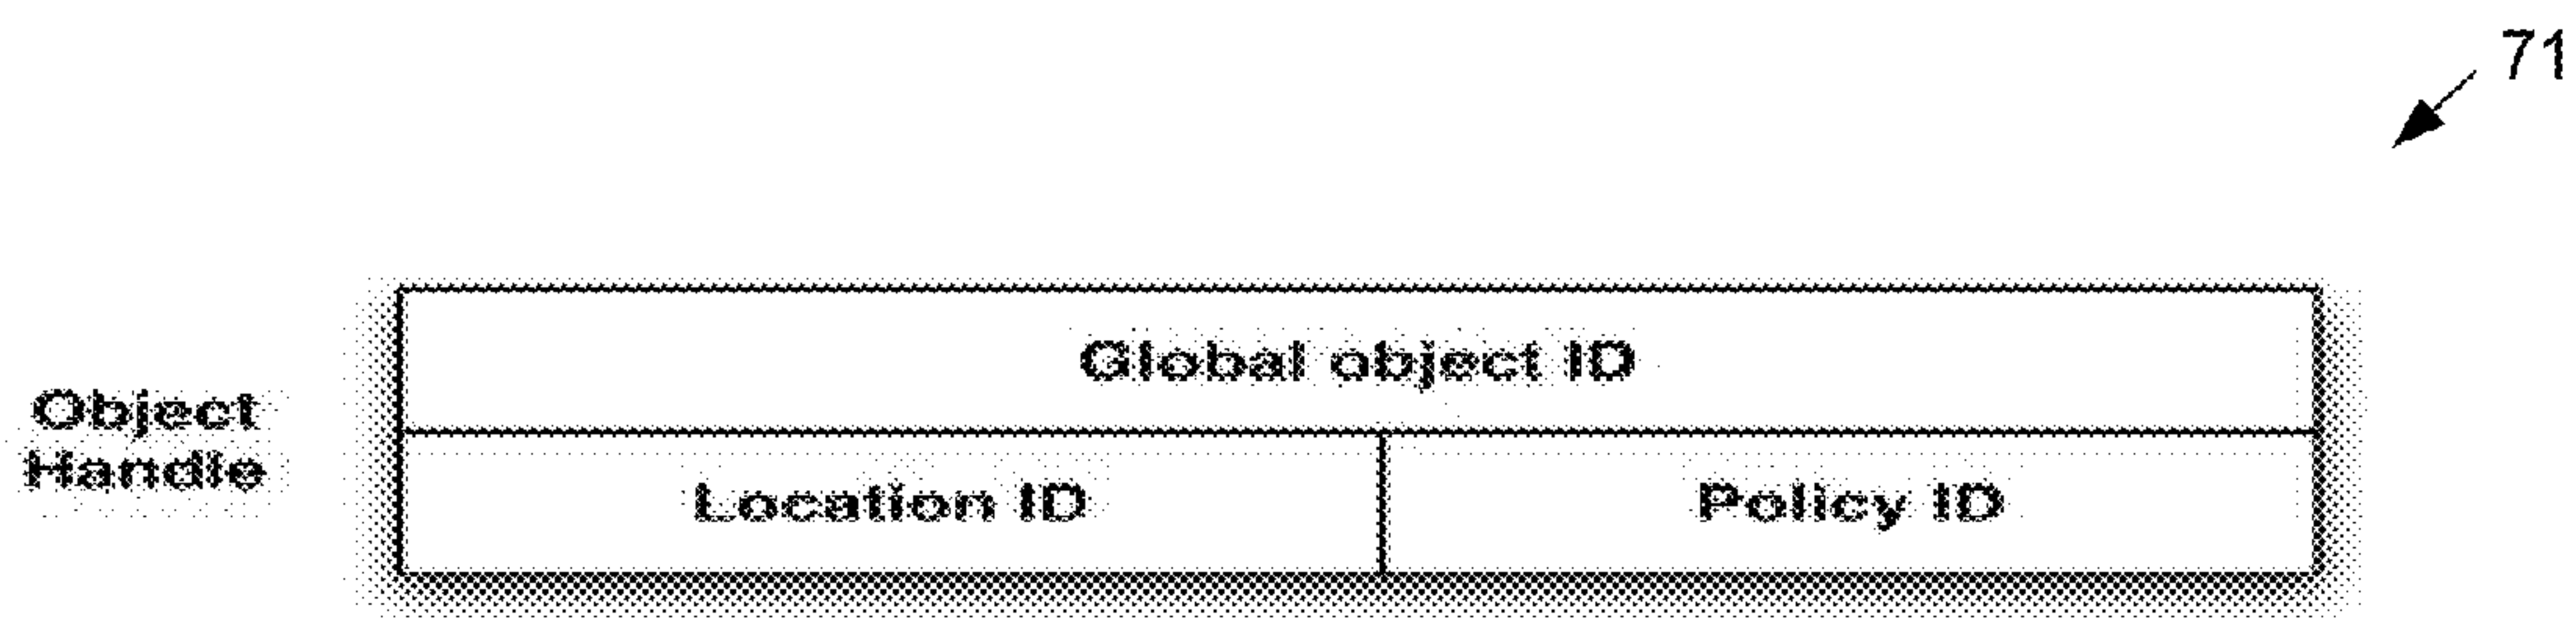 71
Global object ID
Object
Handle
Location ID
Policy ID